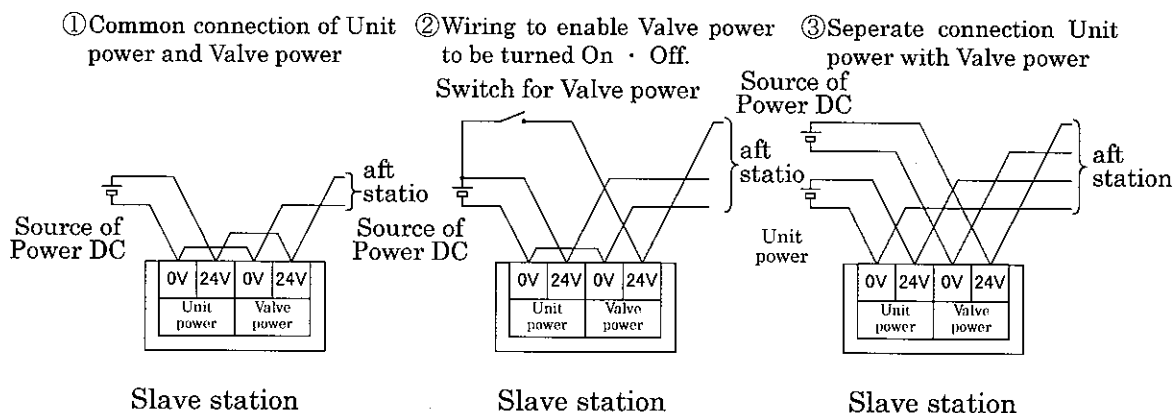 ①Common connection of Unit
power and Valve power
②Wiring to enable Valve power
to be turned On · Off.
③Seperate connection Unit
power with Valve power
Switch for Valve power
Source of
Power DC
aft
statio
Source of
Power DC
0V 24V 0V 24V
Unit
power
Valve
power
Slave station
aft
statio
Source of
Power DC
0V 24V 0V 24V
Unit
power
Valve
power
Slave station
aft
station
Unit
power
0V 24V 0V 24V
Unit
power
Valve
power
Slave station